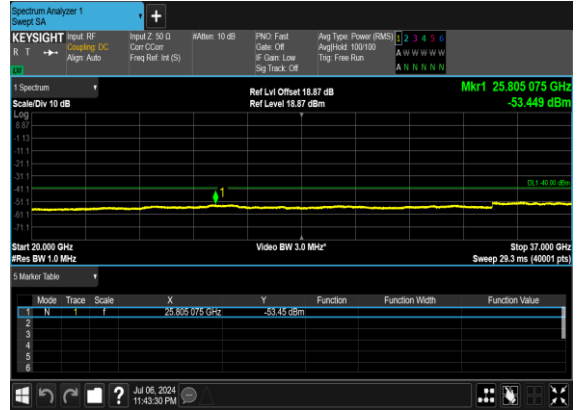 Spectrum Analyzer 1
Swept SA
+
KEYSIGHT Input: RF Input Z: 50 Ω #Atten: 10 dB PNO: Fast Avg Type: Power (RMS) 1 2 3 4 5 6
R T Coupling: DC Corr CCorr Gate: Off Avg|Hold: 100/100 A W W W W W
Align: Auto Freq Ref: Int (S) IF Gain: Low Trig: Free Run
LW Sig Track: Off A N N N N N
1 Spectrum Ref Lvl Offset 18.87 dB Mkr1 25.805 075 GHz
Scale/Div 10 dB Ref Level 18.87 dBm -53.449 dBm
Log
8.87
-1.13
-11.1
-21.1
-31.1
DL1 -40.00 dBm
-41.1
1
-51.1
-61.1
-71.1
Start 20.000 GHz Video BW 3.0 MHz* Stop 37.000 GHz
#Res BW 1.0 MHz Sweep 29.3 ms (40001 pts)
5 Marker Table
Mode Trace Scale X Y Function Function Width Function Value
1 N 1 f 25.805 075 GHz -53.45 dBm
2
3
4
5
6
? Jul 06, 2024
11:43:30 PM